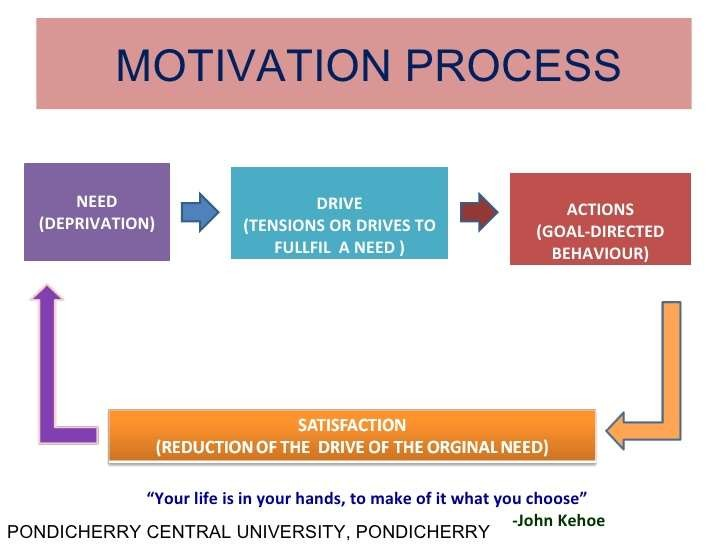 MOTIVATION PROCESS
NEED
(DEPRIVATION)
DRIVE
(TENSIONS OR DRIVES TO
FULLFIL A NEED )
ACTIONS
(GOAL-DIRECTED
BEHAVIOUR)
SATISFACTION
(REDUCTION OF THE DRIVE OF THE ORGINAL NEED)
“Your life is in your hands, to make of it what you choose”
-John Kehoe
PONDICHERRY CENTRAL UNIVERSITY, PONDICHERRY